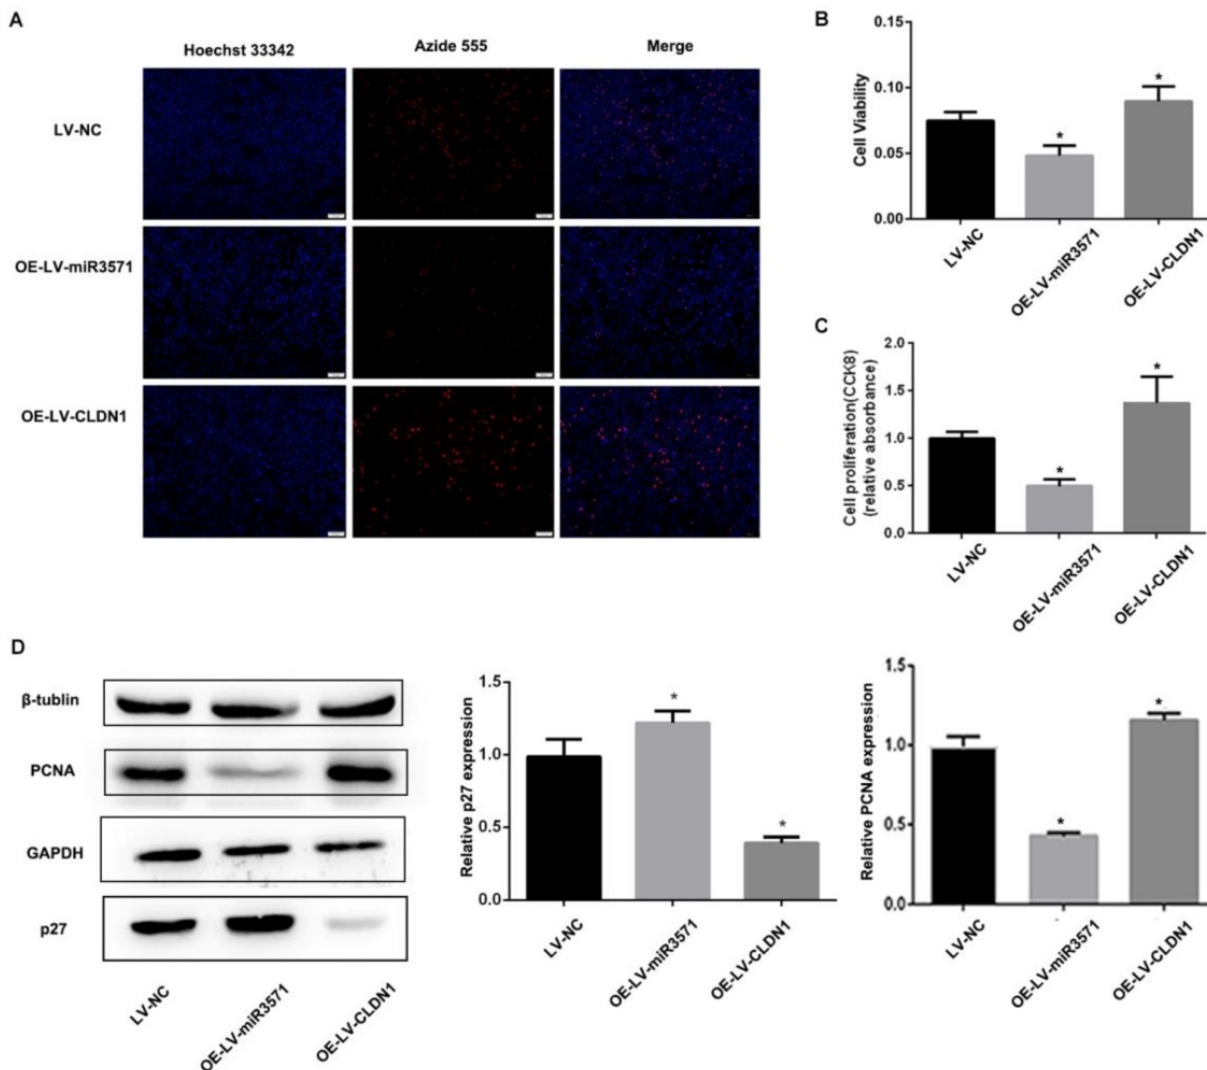 A
Hoechst 33342
Azide 555
Merge
LV-NC
OE-LV-miR3571
OE-LV-CLDN1
B
Cell Viability
0.15
0.10
0.05
0.00
*
*
LV-NC
OE-LV-miR3571
OE-LV-CLDN1
C
Cell proliferation(CCK8)
(relative absorbance)
2.0
1.5
1.0
0.5
0.0
*
*
LV-NC
OE-LV-miR3571
OE-LV-CLDN1
D
β-tublin
PCNA
GAPDH
p27
LV-NC
OE-LV-miR3571
OE-LV-CLDN1
Relative p27 expression
1.5
1.0
0.5
0.0
*
*
LV-NC
OE-LV-miR3571
OE-LV-CLDN1
Relative PCNA expression
1.5
1.0
0.5
0.0
*
*
LV-NC
OE-LV-miR3571
OE-LV-CLDN1